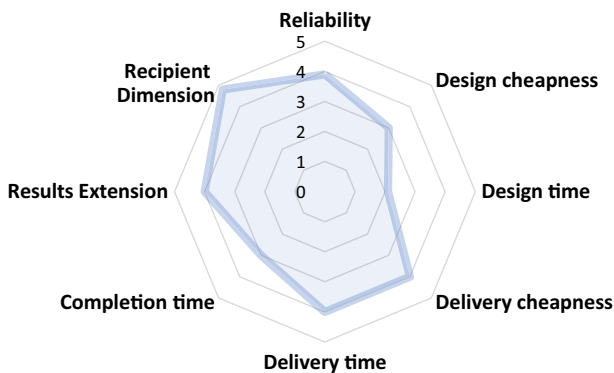 Reliability
5
4
3
2
1
0
Design cheapness
Design time
Delivery cheapness
Delivery time
Completion time
Results Extension
Recipient
Dimension